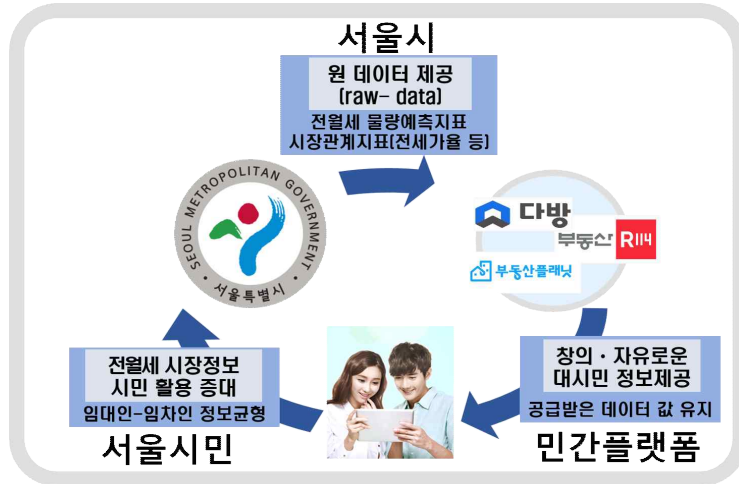 서울시
원 데이터 제공
(raw- data)
전월세 물량예측지표
시장관계지표(전세가율 등)
SEOUL METROPOLITAN GOVERNMENT
서울특별시
다방
부동산 R114
부동산플래닛
전월세 시장정보
시민 활용 증대
임대인-임차인 정보균형
서울시민
창의·자유로운
대시민 정보제공
공급받은 데이터 값 유지
민간플랫폼